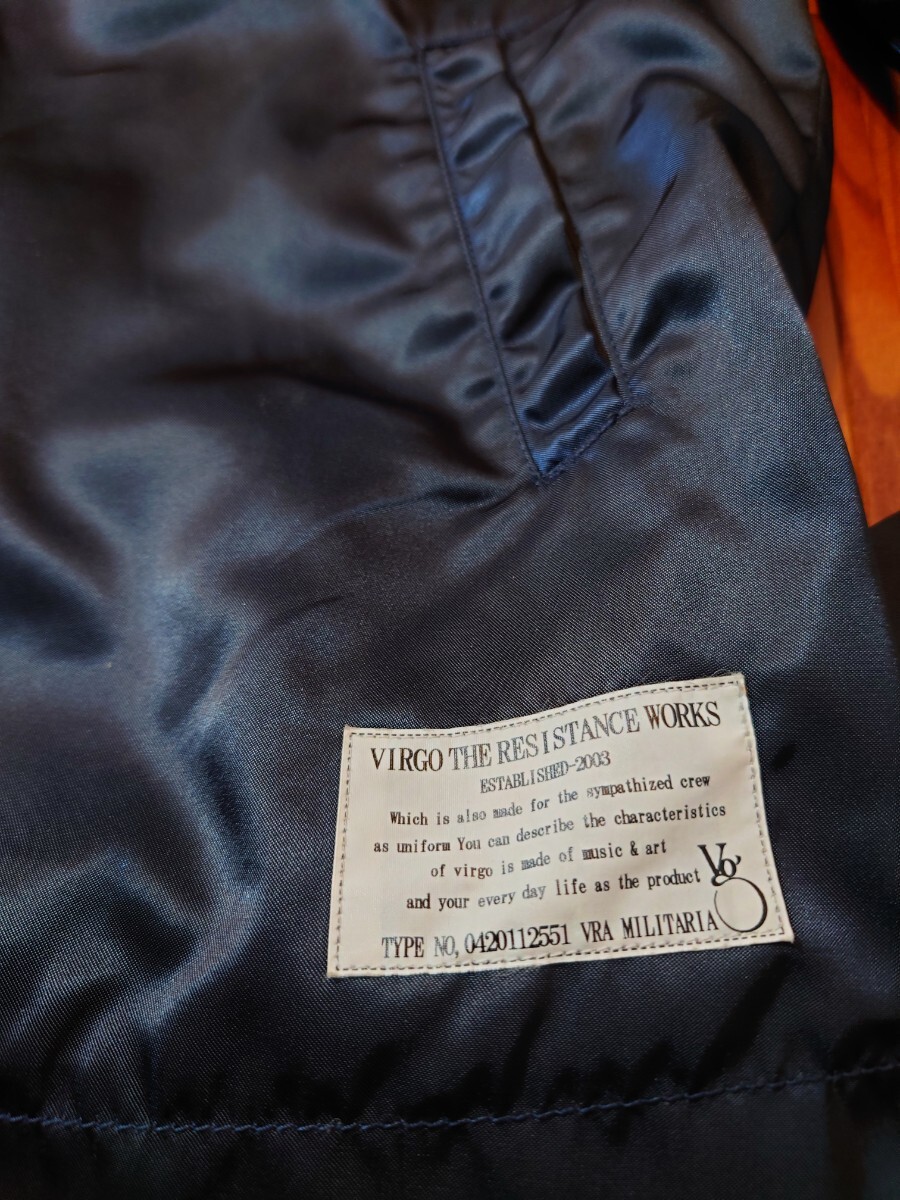 VIRGO THE RESISTANCE WORKS
ESTABLISHED-2003
Which is also made for the sympathized crew
as uniform You can describe the characteristics
of virgo is made of music & art
and your every day life as the product
Vo'
TYPE NO, 0420112551 VRA MILITARIA